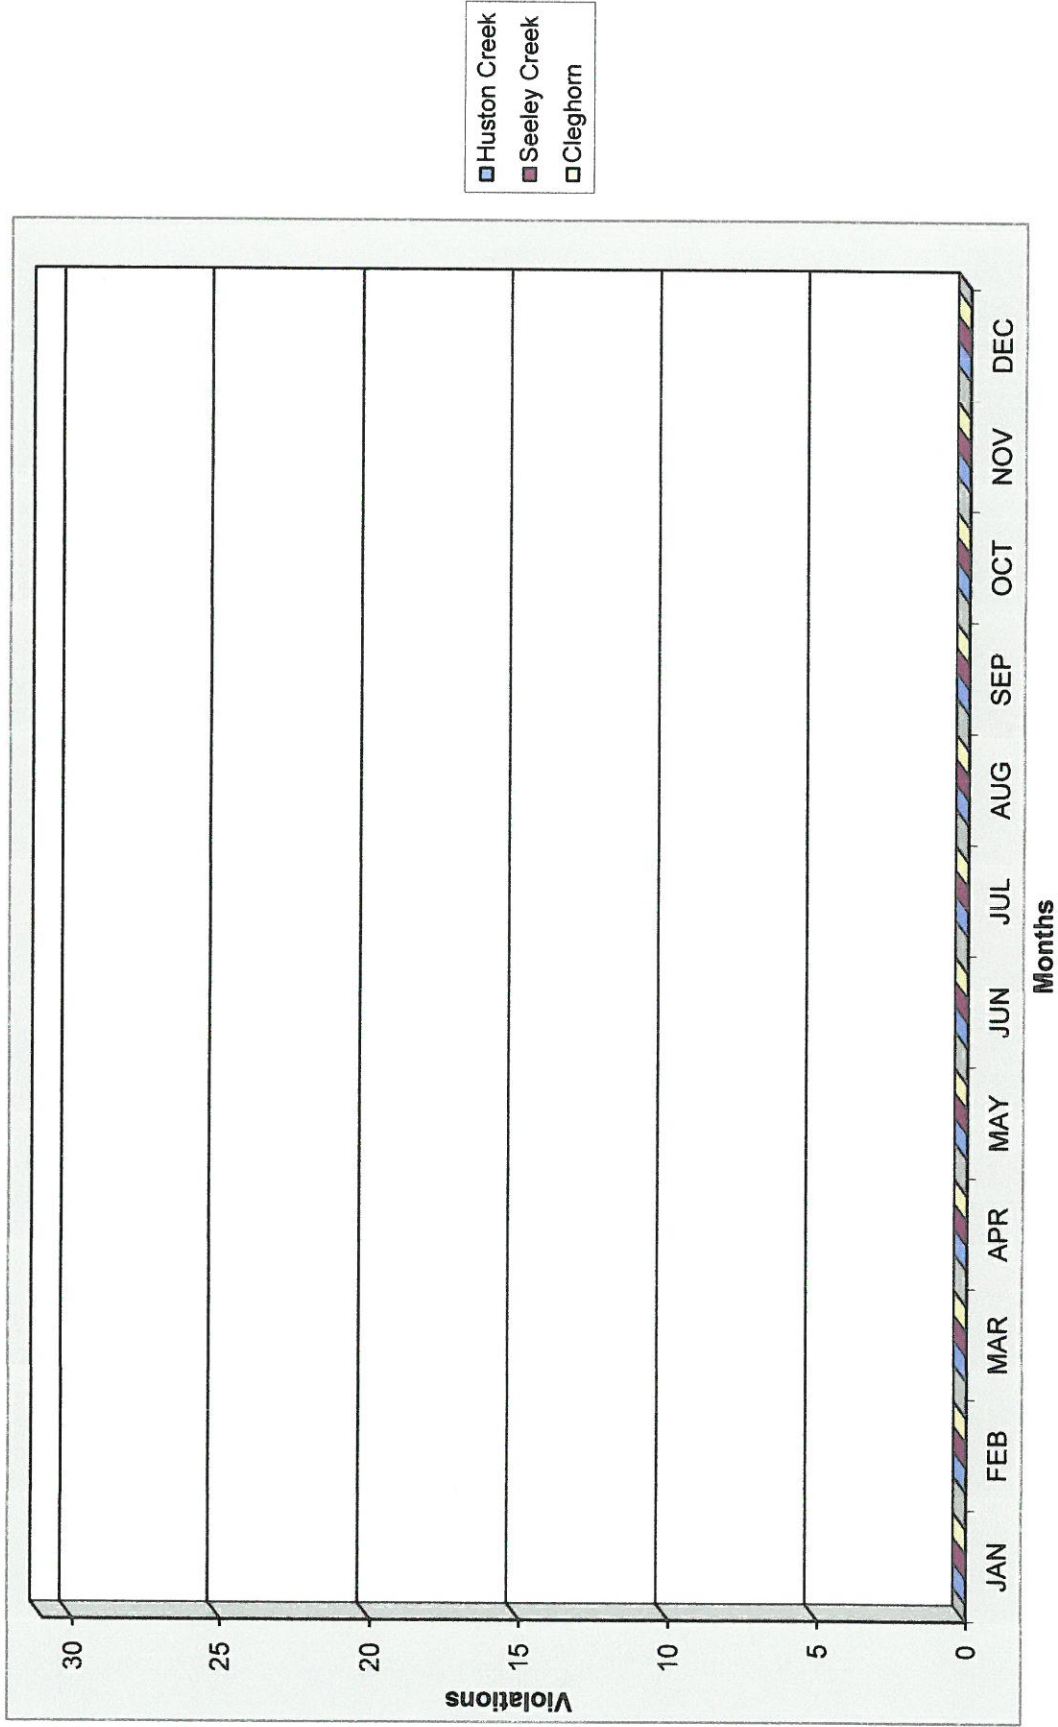 Violations
30
25
20
15
10
5
0
JAN FEB MAR APR MAY JUN JUL AUG SEP OCT NOV DEC
Months
Huston Creek
Seeley Creek
Cleghorn